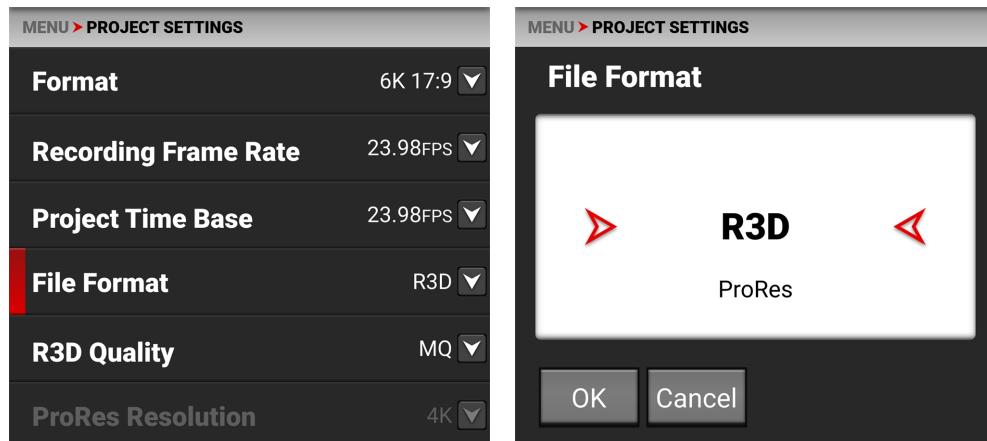 MENU > PROJECT SETTINGS
Format 6K 17:9
Recording Frame Rate 23.98FPS
Project Time Base 23.98FPS
File Format R3D
R3D Quality MQ
ProRes Resolution 4K
MENU > PROJECT SETTINGS
File Format
R3D
ProRes
OK Cancel